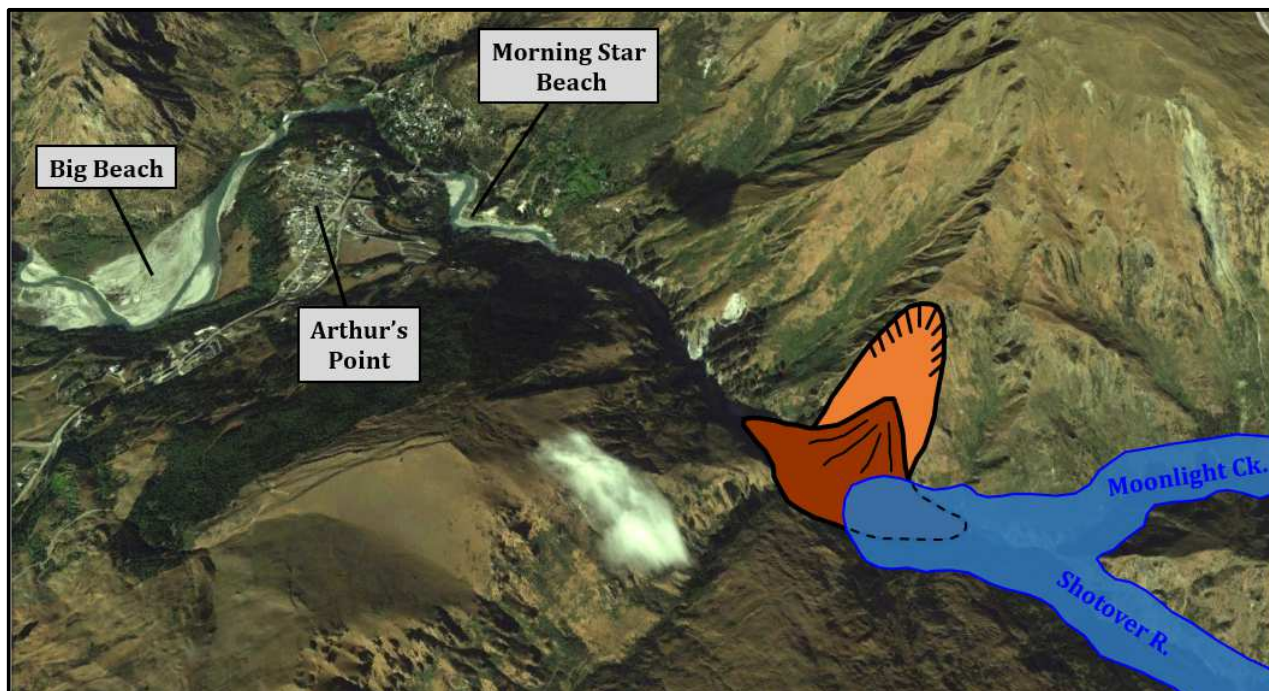 Morning Star
Beach
Big Beach
Arthur's
Point
Moonlight Ck.
Shotover R.